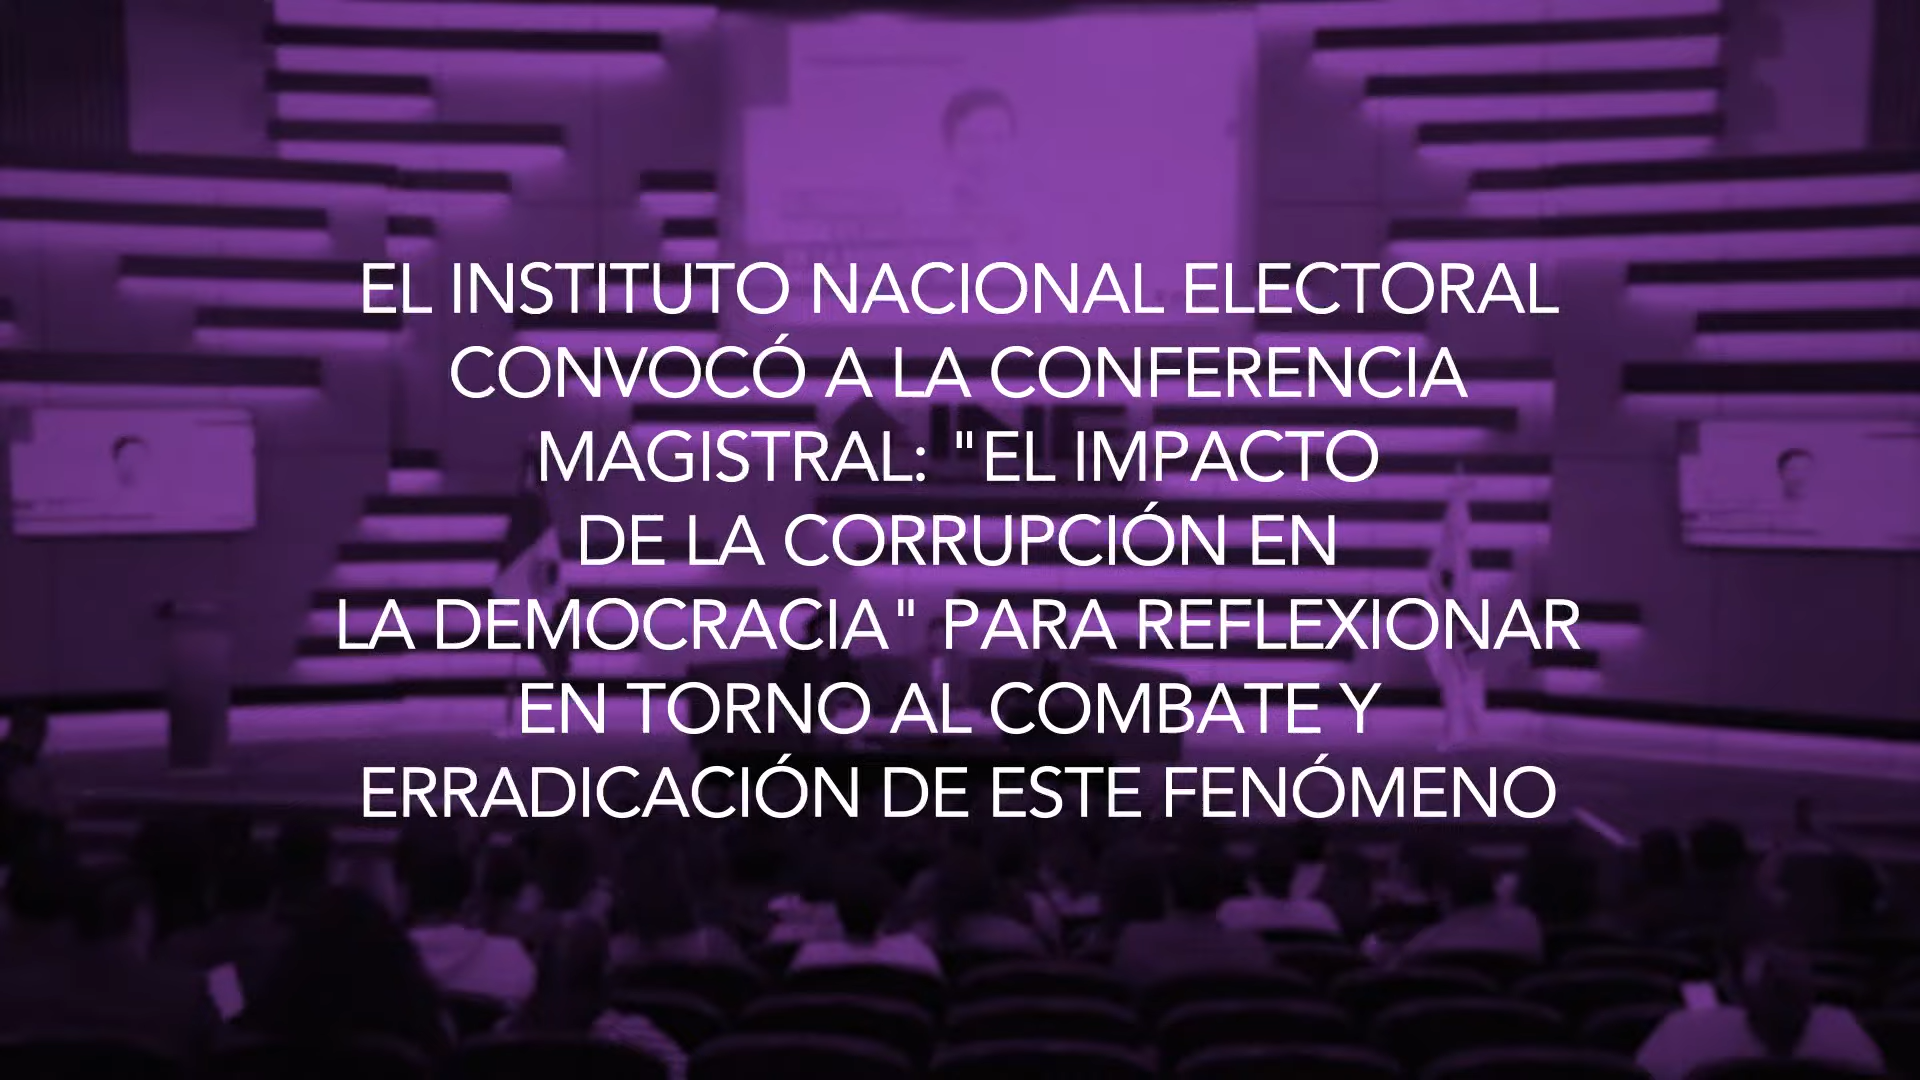 EL INSTITUTO NACIONAL ELECTORAL
CONVOCÓ A LA CONFERENCIA
MAGISTRAL: "EL IMPACTO
DE LA CORRUPCIÓN EN
LA DEMOCRACIA" PARA REFLEXIONAR
EN TORNO AL COMBATE Y
ERRADICACIÓN DE ESTE FENÓMENO
INE